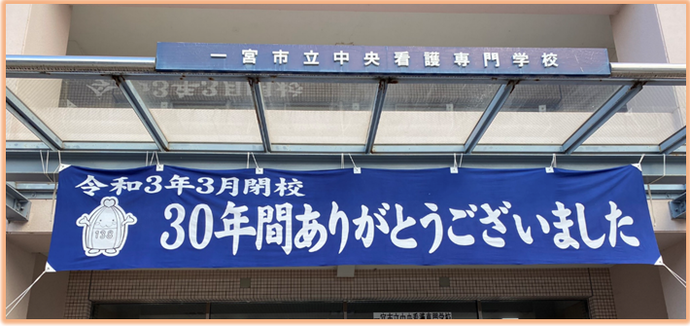 一宮市立中央看護専門学校
令和3年3月閉校
30年間ありがとうございました
138